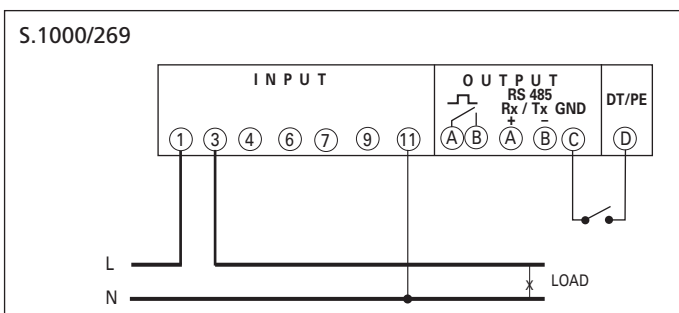 S.1000/269
INPUT
OUTPUT
RS 485
Rx / Tx GND
+ −
DT/PE
1 3 4 6 7 9 11 A B A B C D
L
LOAD
x
N